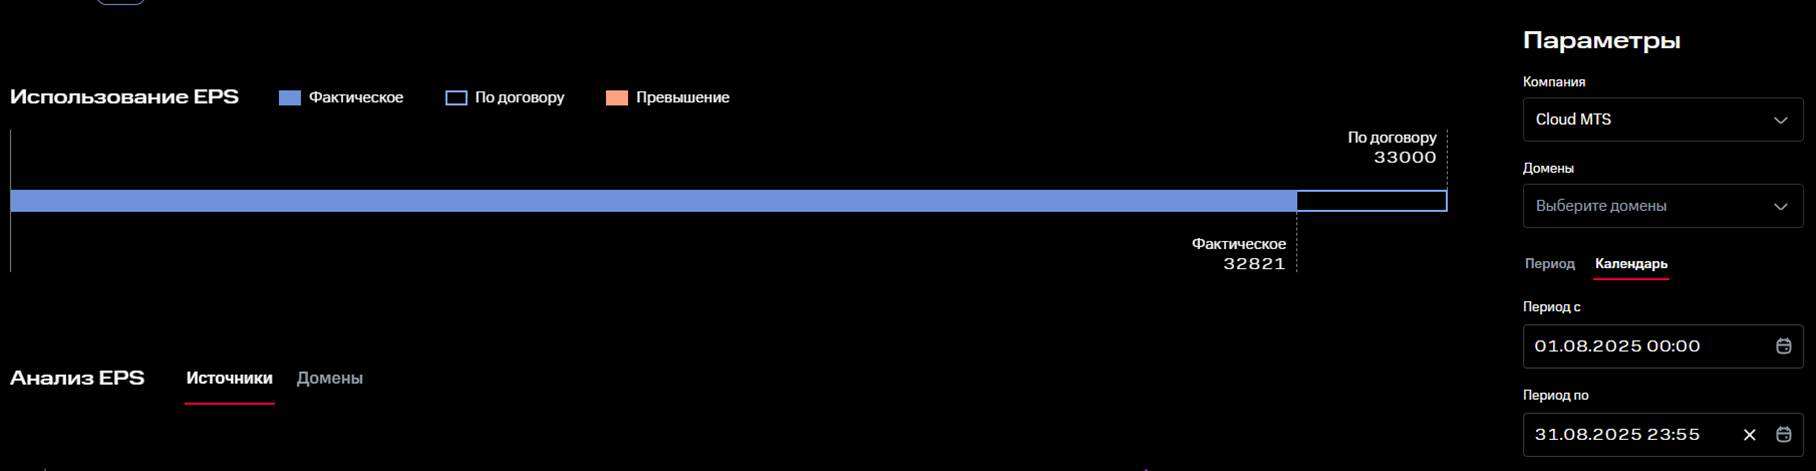 Использование EPS
Фактическое
По договору
Превышение
По договору
33000
Фактическое
32821
Анализ EPS
Источники
Домены
Параметры
Компания
Cloud MTS
Домены
Выберите домены
Период
Календарь
Период с
01.08.2025 00:00
Период по
31.08.2025 23:55